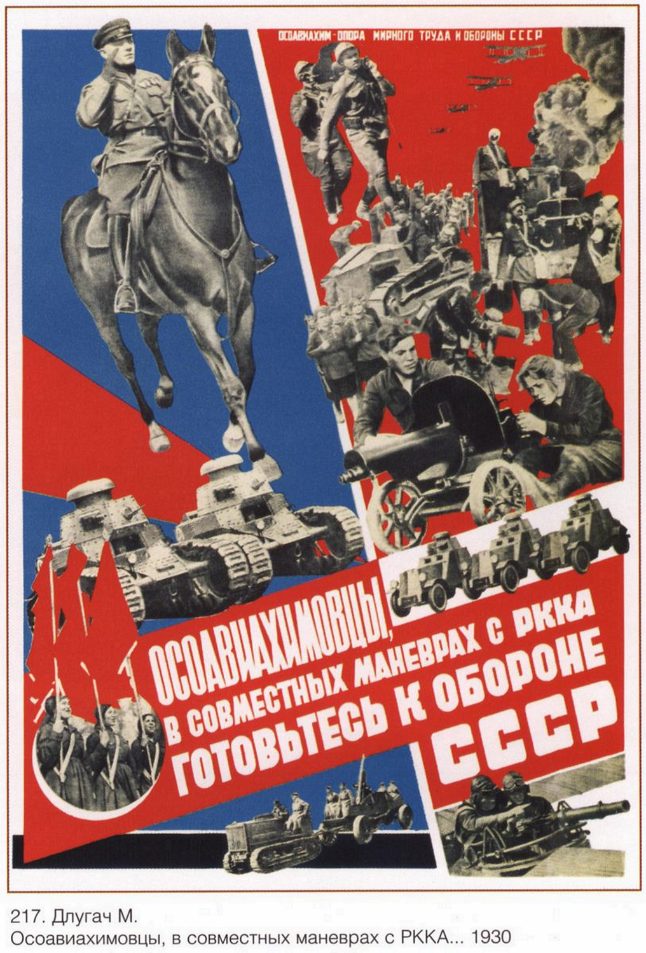 ОСОАВИАХИМ - ОПОРА МИРНОГО ТРУДА И ОБОРОНЫ СССР
ОСОАВИАХИМОВЦЫ,
В СОВМЕСТНЫХ МАНЕВРАХ С РККА
ГОТОВЬТЕСЬ К ОБОРОНЕ
СССР
217. Длугач М.
Осоавиахимовцы, в совместных маневрах с РККА... 1930